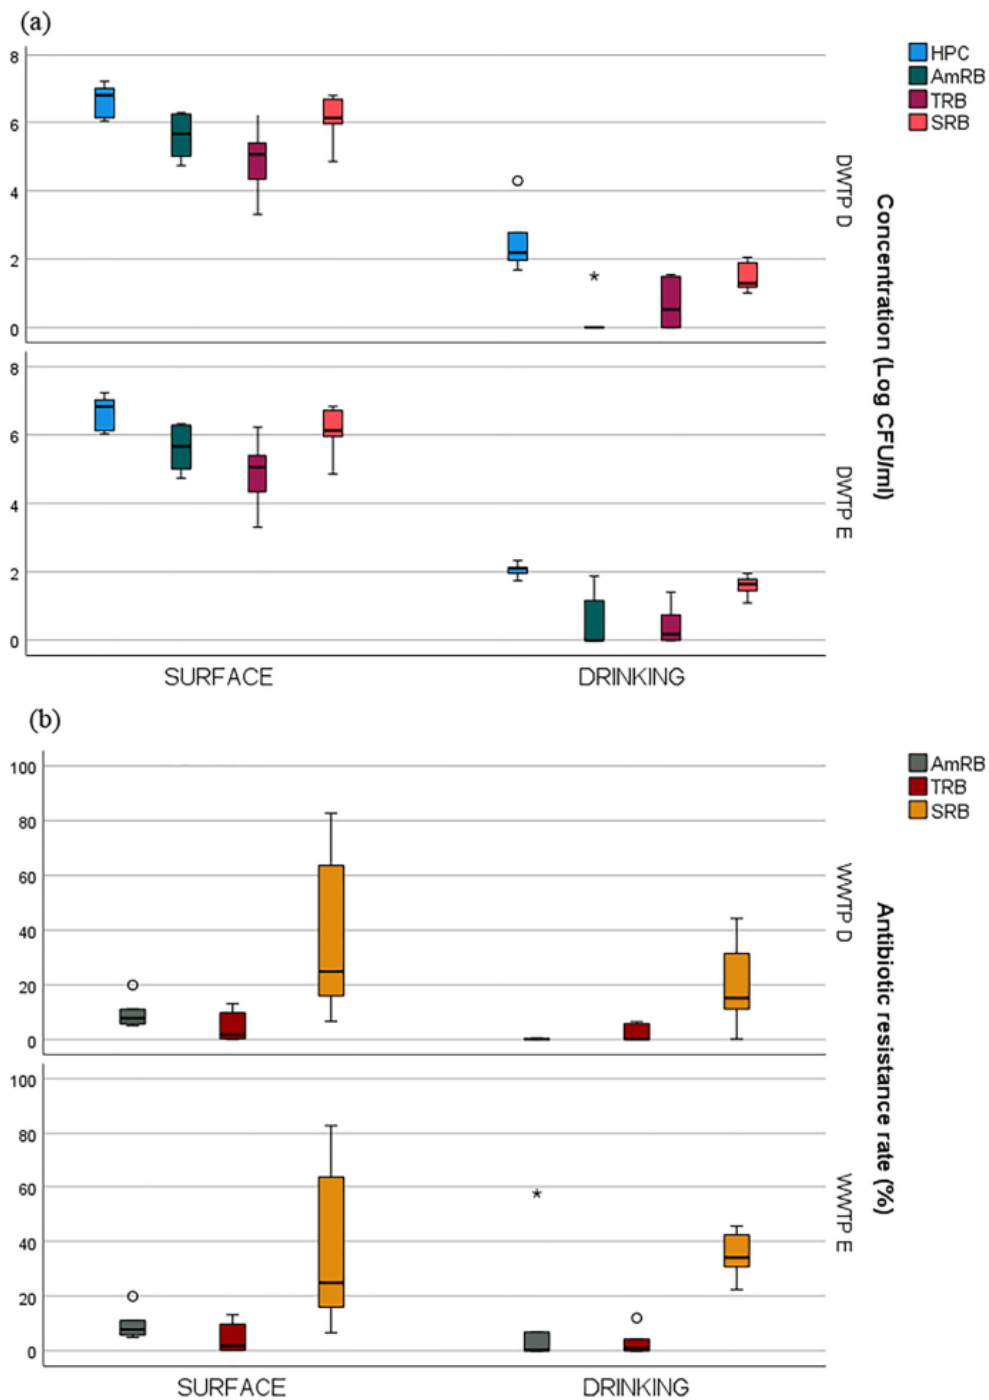 (a)
HPC
AmRB
TRB
SRB
8
6
4
2
0
DWTP D
8
6
4
2
0
DWTP E
Concentration (Log CFU/ml)
SURFACE DRINKING
(b)
AmRB
TRB
SRB
100
80
60
40
20
0
WWTP D
100
80
60
40
20
0
WWTP E
Antibiotic resistance rate (%)
SURFACE DRINKING